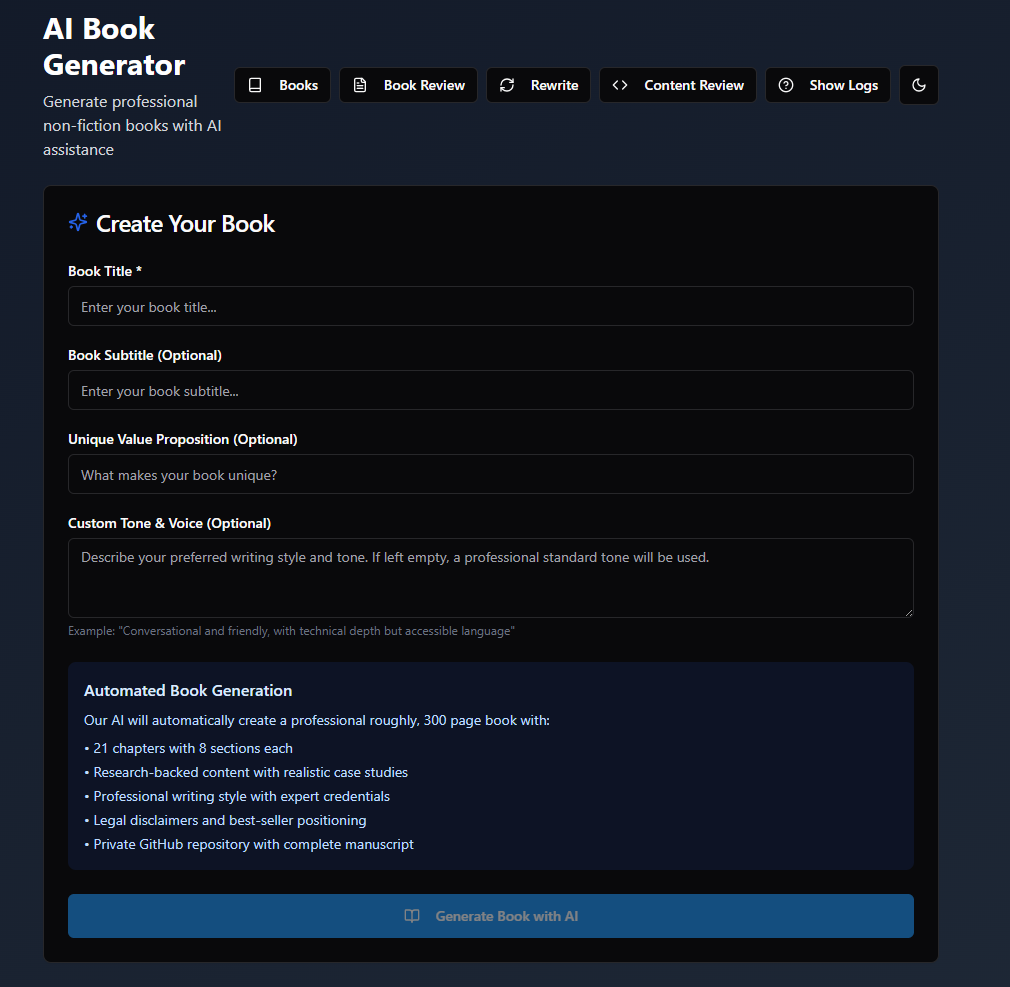 AI Book
Generator
Generate professional
non-fiction books with AI
assistance
Books
Book Review
Rewrite
Content Review
Show Logs
Create Your Book
Book Title *
Enter your book title...
Book Subtitle (Optional)
Enter your book subtitle...
Unique Value Proposition (Optional)
What makes your book unique?
Custom Tone & Voice (Optional)
Describe your preferred writing style and tone. If left empty, a professional standard tone will be used.
Example: "Conversational and friendly, with technical depth but accessible language"
Automated Book Generation
Our AI will automatically create a professional roughly, 300 page book with:
• 21 chapters with 8 sections each
• Research-backed content with realistic case studies
• Professional writing style with expert credentials
• Legal disclaimers and best-seller positioning
• Private GitHub repository with complete manuscript
Generate Book with AI